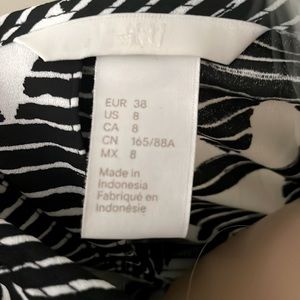 H&M
EUR 38
US 8
CA 8
CN 165/88A
MX 8
Made in
Indonesia
Fabriqué en
Indonésie